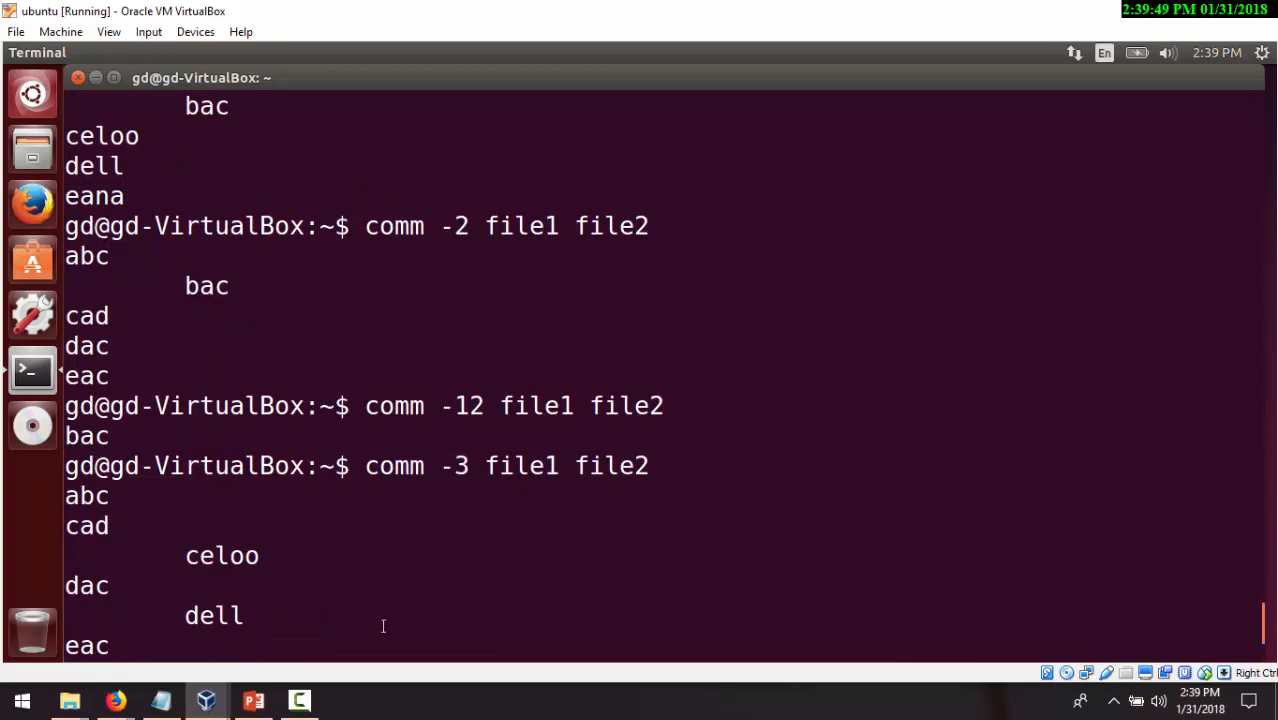 ubuntu [Running] - Oracle VM VirtualBox
2:39:49 PM 01/31/2018
File Machine View Input Devices Help
Terminal
En
2:39 PM
gd@gd-VirtualBox: ~
bac
celoo
dell
eana
gd@gd-VirtualBox:~$ comm -2 file1 file2
abc
bac
cad
dac
eac
gd@gd-VirtualBox:~$ comm -12 file1 file2
bac
gd@gd-VirtualBox:~$ comm -3 file1 file2
abc
cad
celoo
dac
dell
eac
Right Ctrl
2:39 PM
1/31/2018